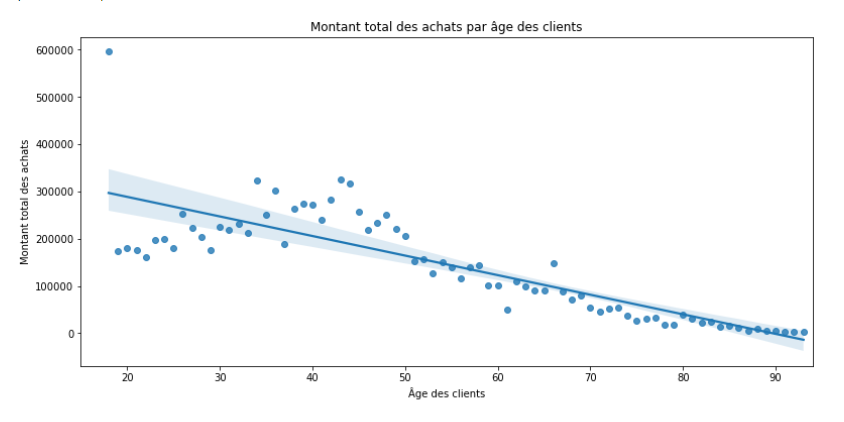 Montant total des achats par âge des clients
600000
500000
400000
300000
200000
100000
0
Montant total des achats
20 30 40 50 60 70 80 90
Âge des clients